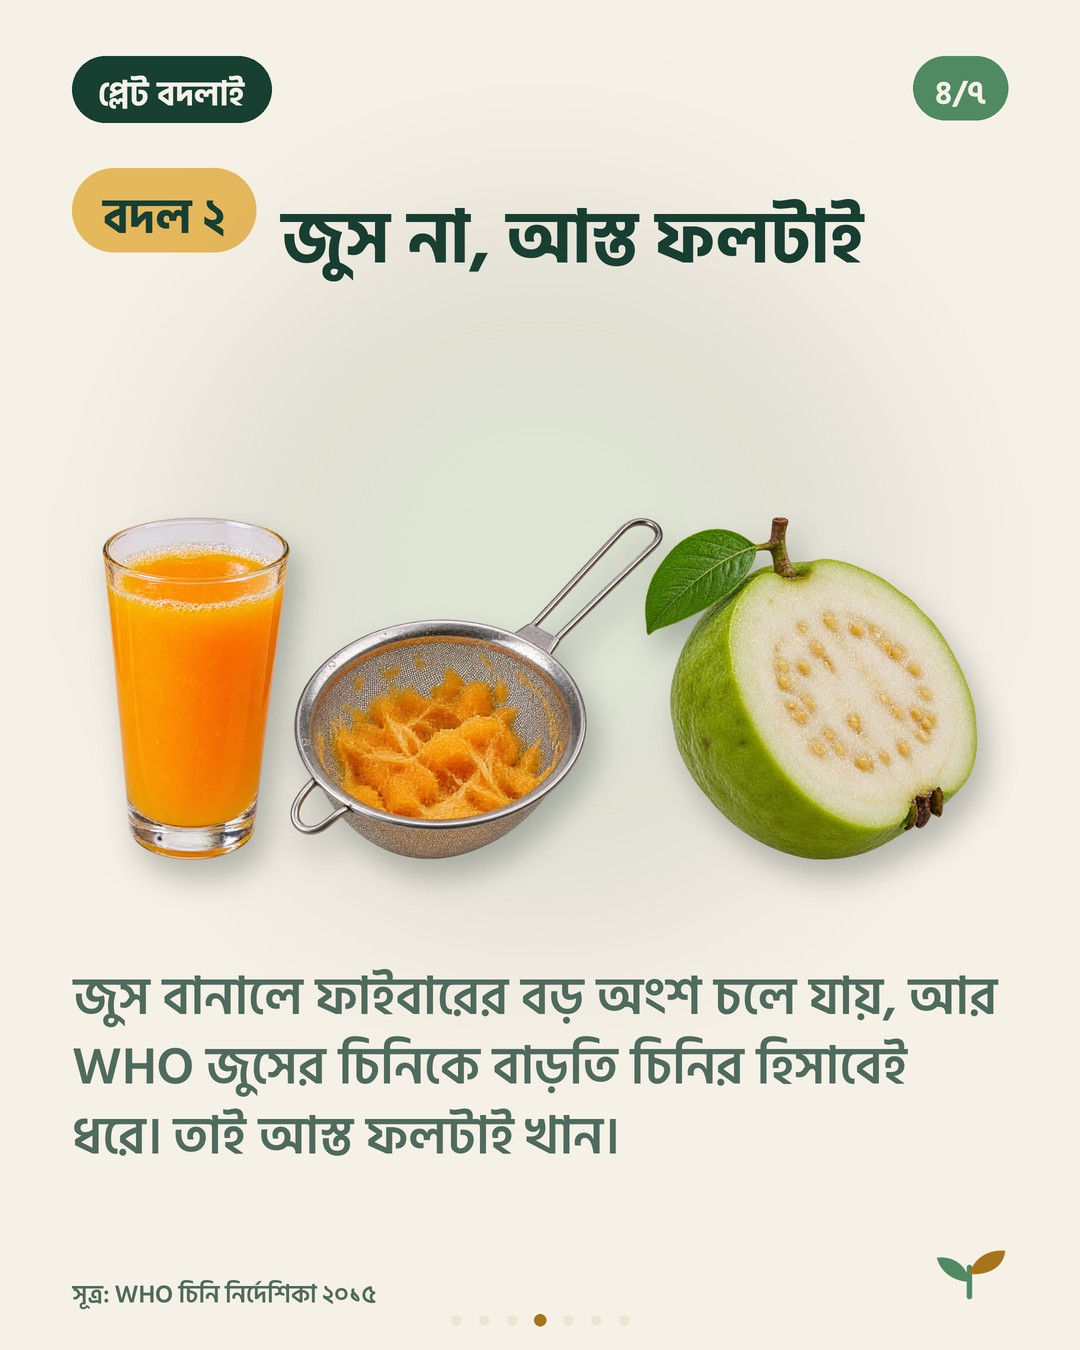 প্লেট বদলাই
৪/৭
বদল ২
জুস না, আস্ত ফলটাই
জুস বানালে ফাইবারের বড় অংশ চলে যায়, আর
WHO জুসের চিনিকে বাড়তি চিনির হিসাবেই
ধরে। তাই আস্ত ফলটাই খান।
সূত্র: WHO চিনি নির্দেশিকা ২০১৫